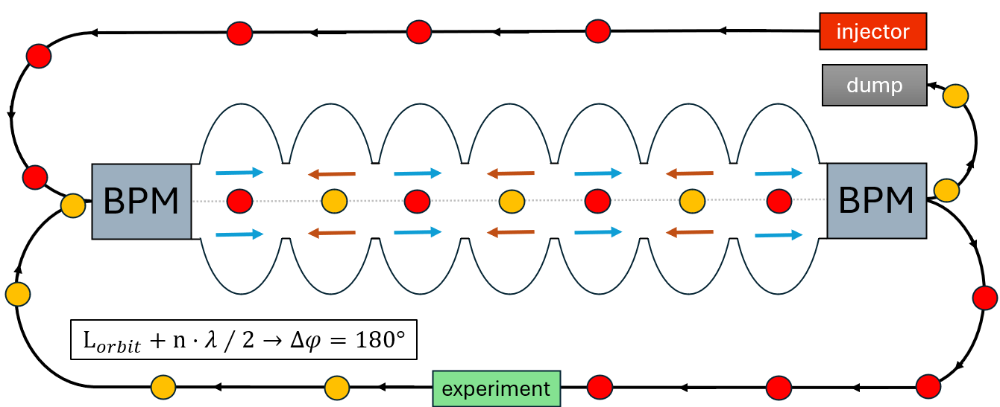 injector
dump
BPM
BPM
L_orbit + n · λ / 2 → Δφ = 180°
experiment